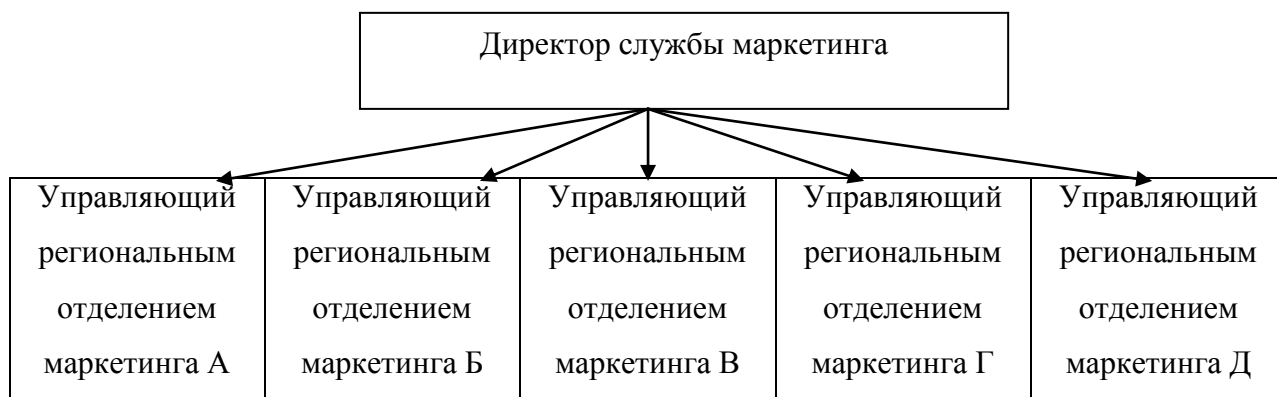 Директор службы маркетинга
Управляющий
региональным
отделением
маркетинга А
Управляющий
региональным
отделением
маркетинга Б
Управляющий
региональным
отделением
маркетинга В
Управляющий
региональным
отделением
маркетинга Г
Управляющий
региональным
отделением
маркетинга Д